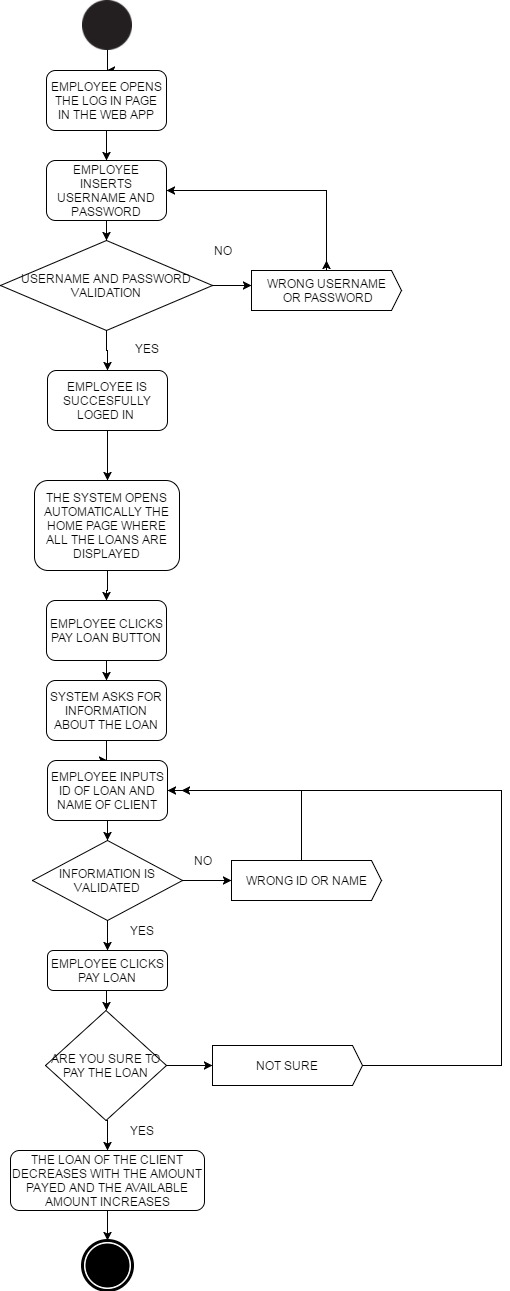 EMPLOYEE OPENS
THE LOG IN PAGE
IN THE WEB APP
EMPLOYEE
INSERTS
USERNAME AND
PASSWORD
NO
USERNAME AND PASSWORD
VALIDATION
WRONG USERNAME
OR PASSWORD
YES
EMPLOYEE IS
SUCCESFULLY
LOGED IN
THE SYSTEM OPENS
AUTOMATICALLY THE
HOME PAGE WHERE
ALL THE LOANS ARE
DISPLAYED
EMPLOYEE CLICKS
PAY LOAN BUTTON
SYSTEM ASKS FOR
INFORMATION
ABOUT THE LOAN
EMPLOYEE INPUTS
ID OF LOAN AND
NAME OF CLIENT
NO
INFORMATION IS
VALIDATED
WRONG ID OR NAME
YES
EMPLOYEE CLICKS
PAY LOAN
ARE YOU SURE TO
PAY THE LOAN
NOT SURE
YES
THE LOAN OF THE CLIENT
DECREASES WITH THE AMOUNT
PAYED AND THE AVAILABLE
AMOUNT INCREASES